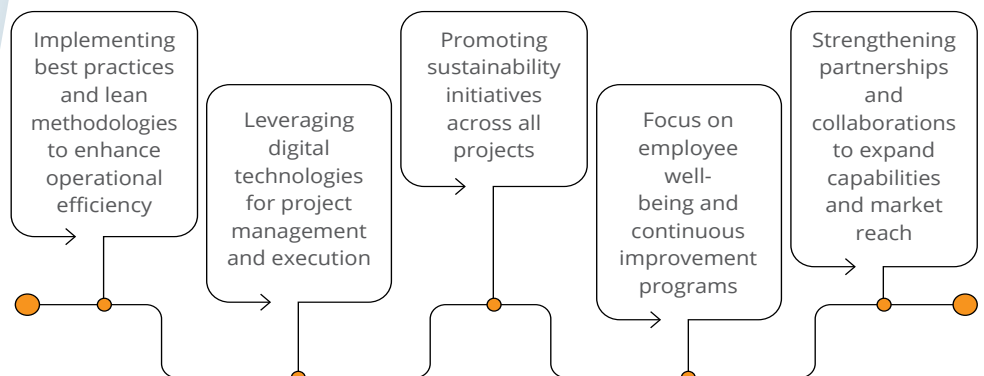 Implementing
best practices
and lean
methodologies
to enhance
operational
efficiency
Leveraging
digital
technologies
for project
management
and execution
Promoting
sustainability
initiatives
across all
projects
Focus on
employee
well-
being and
continuous
improvement
programs
Strengthening
partnerships
and
collaborations
to expand
capabilities
and market
reach